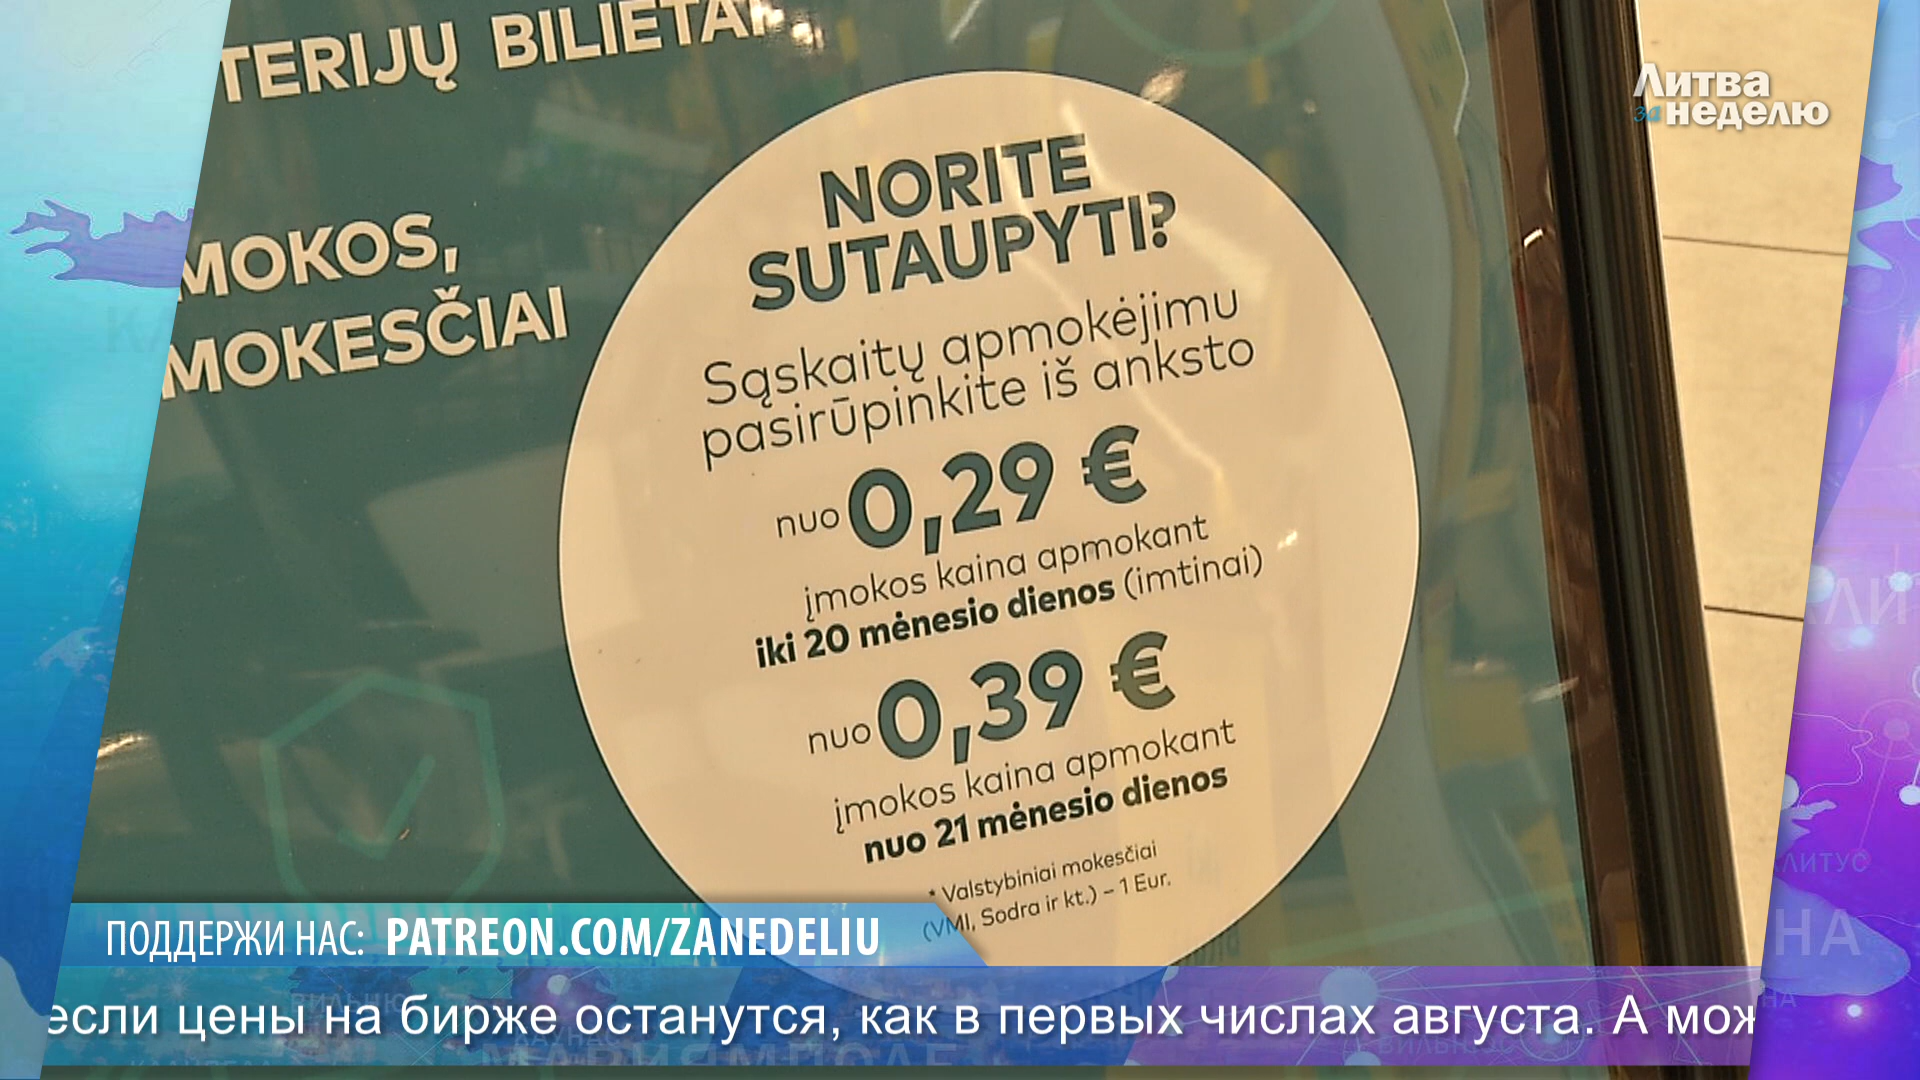 TERIJŲ BILIETAI
MOKOS,
MOKESČIAI
NORITE
SUTAUPYTI?
Sąskaitų apmokėjimu
pasirūpinkite iš anksto
nuo 0,29 €
įmokos kaina apmokant
iki 20 mėnesio dienos (imtinai)
nuo 0,39 €
įmokos kaina apmokant
nuo 21 mėnesio dienos
* Valstybiniai mokesčiai
(VMI, Sodra ir kt.) – 1 Eur.
Литва
за неделю
ПОДДЕРЖИ НАС: PATREON.COM/ZANEDELIU
если цены на бирже останутся, как в первых числах августа. А мож